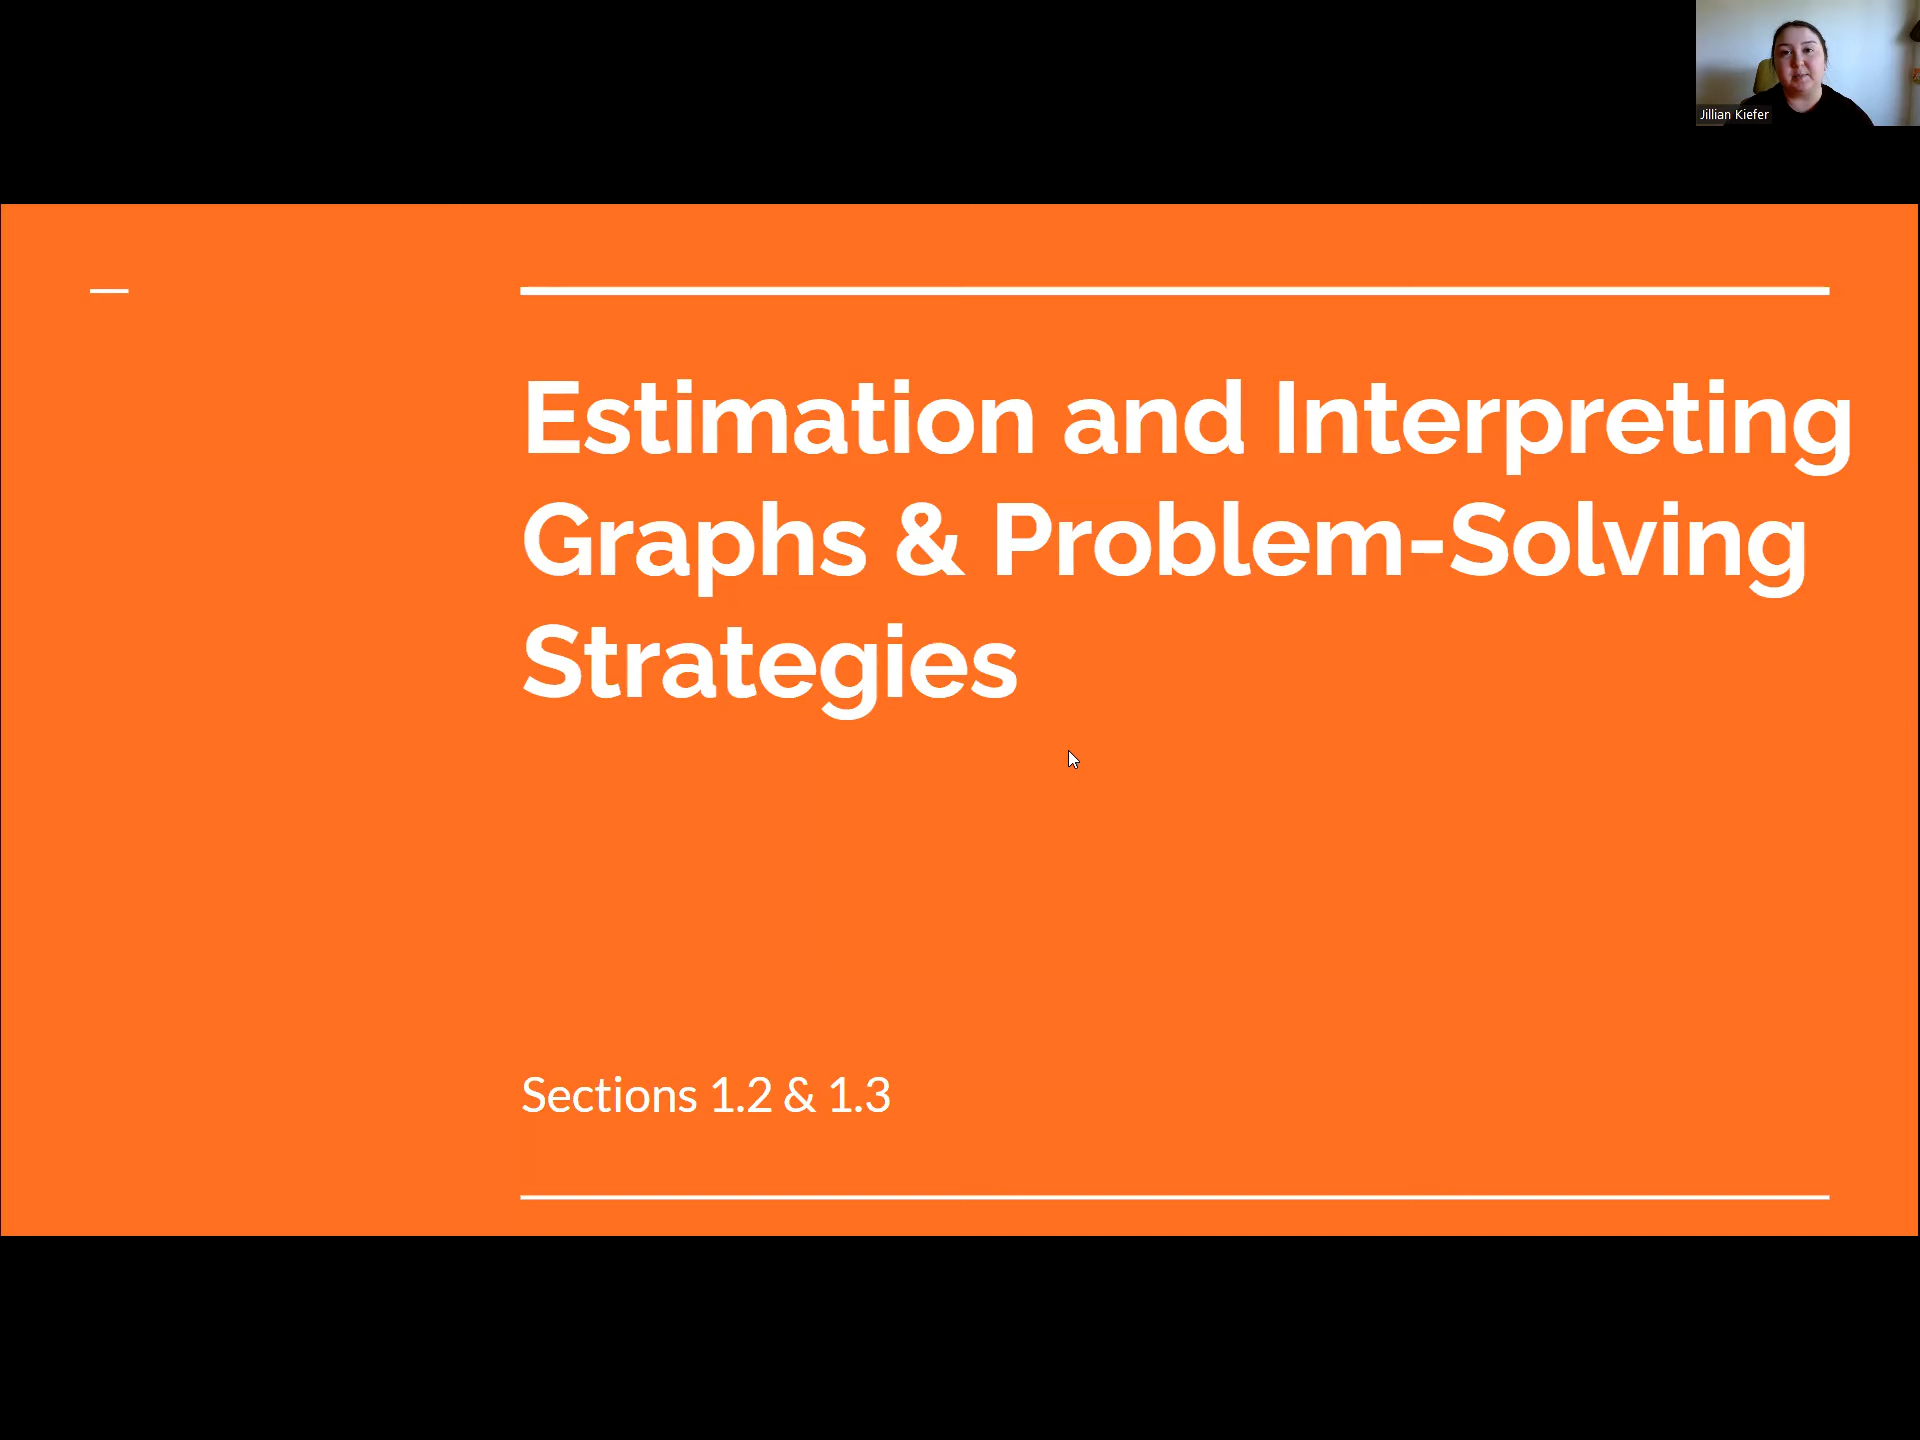 Jillian Kiefer
Estimation and Interpreting
Graphs & Problem-Solving
Strategies
Sections 1.2 & 1.3